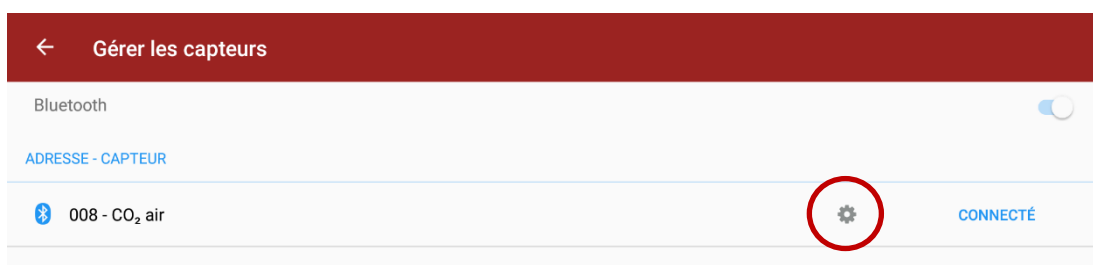 Gérer les capteurs
Bluetooth
ADRESSE - CAPTEUR
008 - CO₂ air
CONNECTÉ